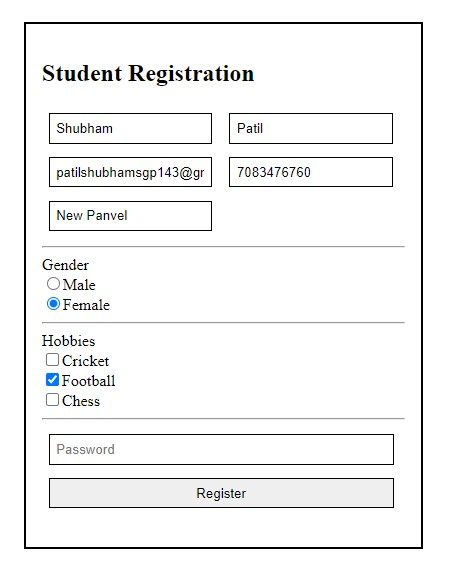 Student Registration
Shubham Patil
patilshubhamsgp143@gr 7083476760
New Panvel
Gender
Male
Female
Hobbies
Cricket
Football
Chess
Password
Register